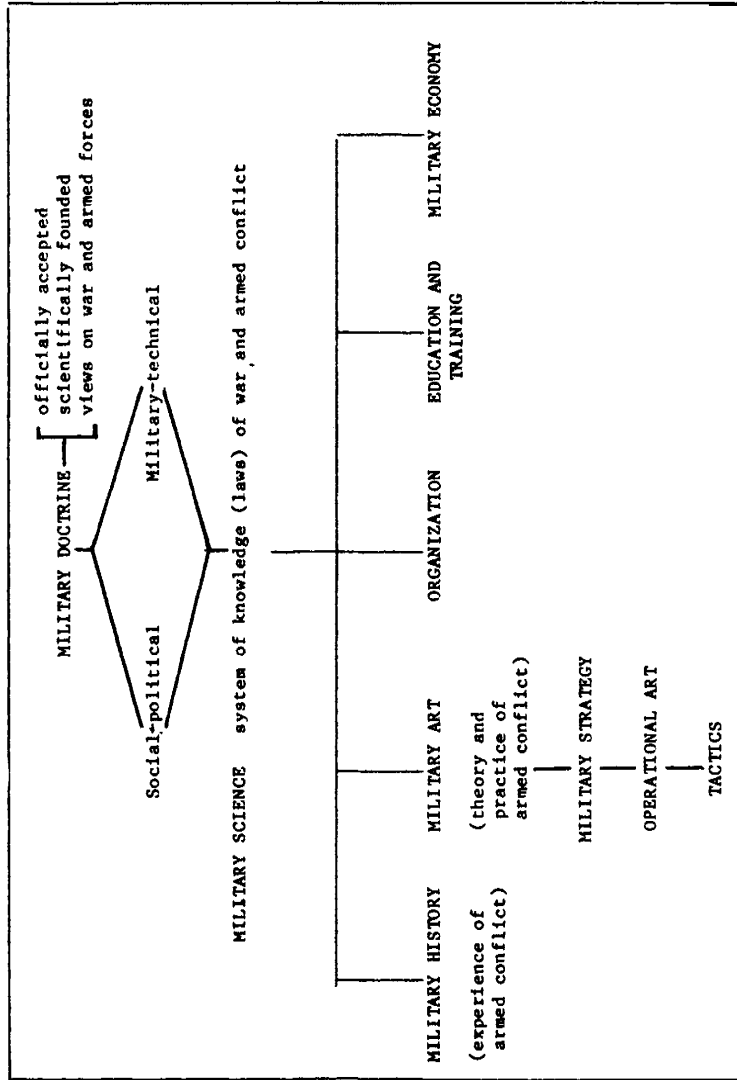 MILITARY DOCTRINE
officially accepted
scientifically founded
views on war and armed forces
Social-political
Military-technical
MILITARY SCIENCE system of knowledge (laws) of war and armed conflict
MILITARY HISTORY
(experience of
armed conflict)
MILITARY ART
(theory and
practice of
armed conflict)
MILITARY STRATEGY
OPERATIONAL ART
TACTICS
ORGANIZATION
EDUCATION AND
TRAINING
MILITARY ECONOMY